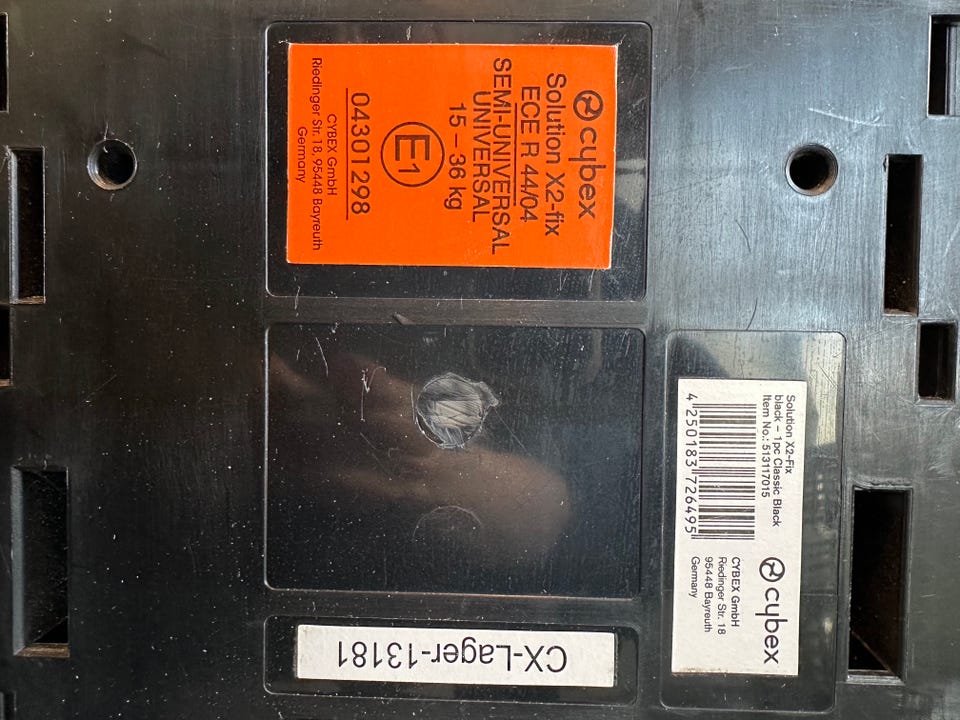 cybex
Solution X2-fix
ECE R 44/04
SEMI-UNIVERSAL
UNIVERSAL
15 – 36 kg
E1
04301298
CYBEX GmbH
Riedinger Str. 18, 95448 Bayreuth
Germany
Solution X2-Fix
black – 1pc Classic Black
Item No.: 513117015
4 250183 726495
cybex
CYBEX GmbH
Riedinger Str. 18
95448 Bayreuth
Germany
CX-Lager-13181